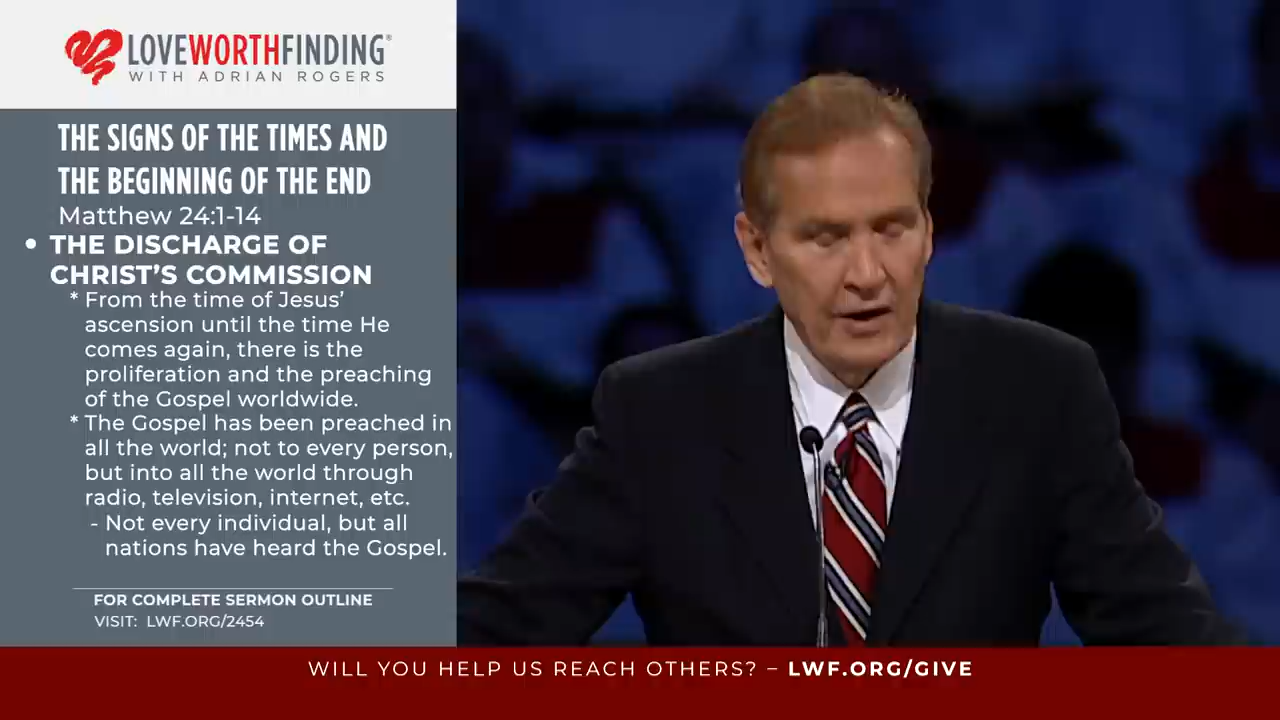 LOVEWORTHFINDING®
WITH ADRIAN ROGERS
THE SIGNS OF THE TIMES AND
THE BEGINNING OF THE END
Matthew 24:1-14
• THE DISCHARGE OF
CHRIST'S COMMISSION
* From the time of Jesus'
ascension until the time He
comes again, there is the
proliferation and the preaching
of the Gospel worldwide.
* The Gospel has been preached in
all the world; not to every person,
but into all the world through
radio, television, internet, etc.
- Not every individual, but all
nations have heard the Gospel.
FOR COMPLETE SERMON OUTLINE
VISIT: LWF.ORG/2454
WILL YOU HELP US REACH OTHERS? – LWF.ORG/GIVE